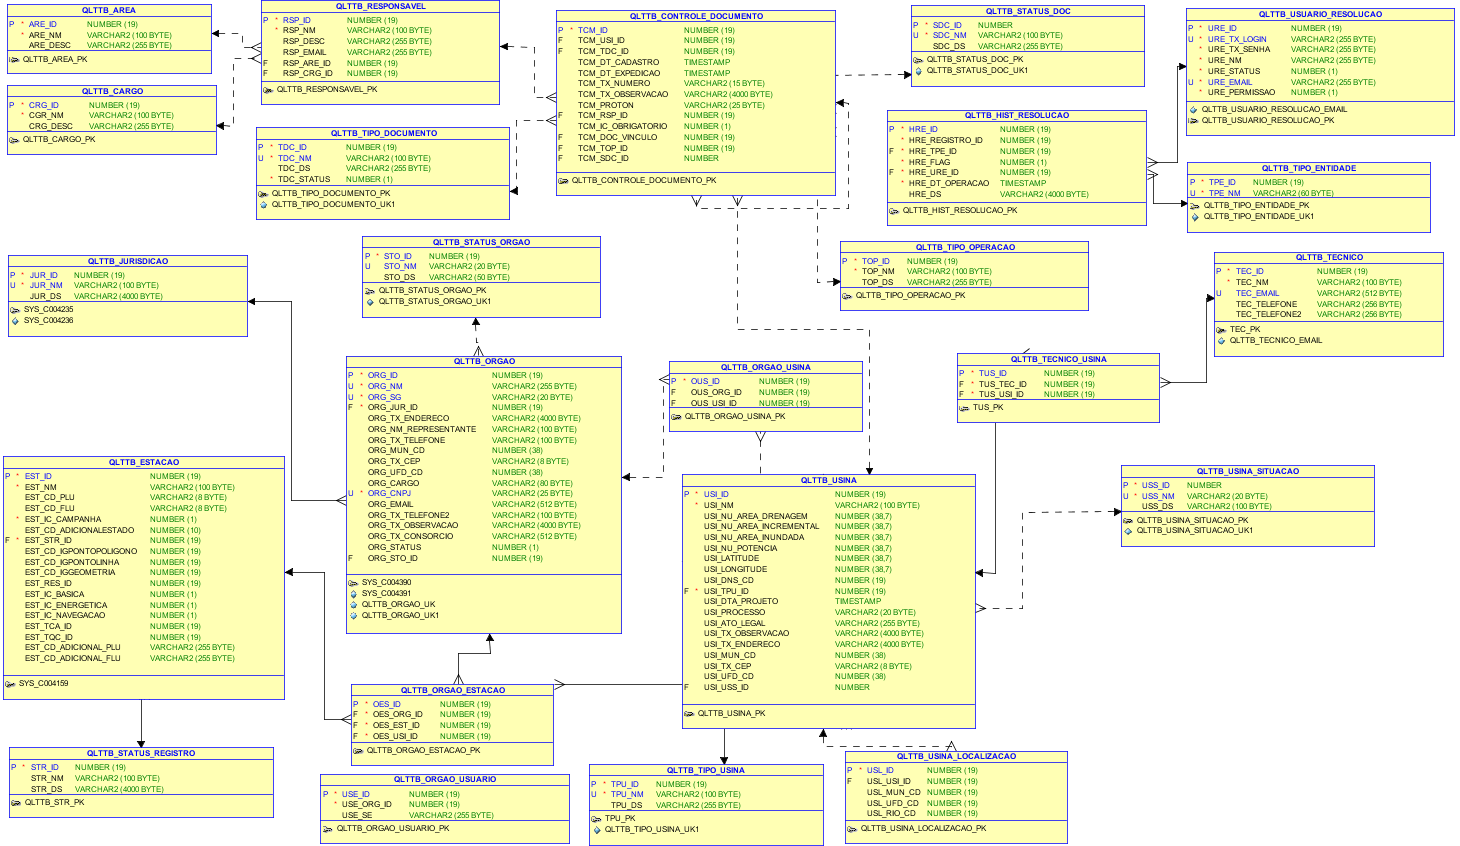 QLTTB_AREA
P * ARE_ID NUMBER (19)
* ARE_NM VARCHAR2 (100 BYTE)
ARE_DESC VARCHAR2 (255 BYTE)
QLTTB_AREA_PK
QLTTB_CARGO
P * CRG_ID NUMBER (19)
* CGR_NM VARCHAR2 (100 BYTE)
CRG_DESC VARCHAR2 (255 BYTE)
QLTTB_CARGO_PK
QLTTB_RESPONSAVEL
P * RSP_ID NUMBER (19)
* RSP_NM VARCHAR2 (100 BYTE)
RSP_DESC VARCHAR2 (255 BYTE)
RSP_EMAIL VARCHAR2 (255 BYTE)
F RSP_ARE_ID NUMBER (19)
F RSP_CRG_ID NUMBER (19)
QLTTB_RESPONSAVEL_PK
QLTTB_TIPO_DOCUMENTO
P * TDC_ID NUMBER (19)
U * TDC_NM VARCHAR2 (100 BYTE)
TDC_DS VARCHAR2 (255 BYTE)
* TDC_STATUS NUMBER (1)
QLTTB_TIPO_DOCUMENTO_PK
QLTTB_TIPO_DOCUMENTO_UK1
QLTTB_CONTROLE_DOCUMENTO
P * TCM_ID NUMBER (19)
F TCM_USI_ID NUMBER (19)
F TCM_TDC_ID NUMBER (19)
TCM_DT_CADASTRO TIMESTAMP
TCM_DT_EXPEDICAO TIMESTAMP
TCM_TX_NUMERO VARCHAR2 (15 BYTE)
TCM_TX_OBSERVACAO VARCHAR2 (4000 BYTE)
TCM_PROTON VARCHAR2 (25 BYTE)
F TCM_RSP_ID NUMBER (19)
TCM_IC_OBRIGATORIO NUMBER (1)
F TCM_DOC_VINCULO NUMBER (19)
F TCM_TOP_ID NUMBER (19)
F TCM_SDC_ID NUMBER
QLTTB_CONTROLE_DOCUMENTO_PK
QLTTB_STATUS_DOC
P * SDC_ID NUMBER
U * SDC_NM VARCHAR2 (100 BYTE)
SDC_DS VARCHAR2 (255 BYTE)
QLTTB_STATUS_DOC_PK
QLTTB_STATUS_DOC_UK1
QLTTB_HIST_RESOLUCAO
P * HRE_ID NUMBER (19)
* HRE_REGISTRO_ID NUMBER (19)
F * HRE_TPE_ID NUMBER (19)
* HRE_FLAG NUMBER (1)
F * HRE_URE_ID NUMBER (19)
* HRE_DT_OPERACAO TIMESTAMP
HRE_DS VARCHAR2 (4000 BYTE)
QLTTB_HIST_RESOLUCAO_PK
QLTTB_USUARIO_RESOLUCAO
P * URE_ID NUMBER (19)
U * URE_TX_LOGIN VARCHAR2 (255 BYTE)
* URE_TX_SENHA VARCHAR2 (255 BYTE)
* URE_NM VARCHAR2 (255 BYTE)
* URE_STATUS NUMBER (1)
U * URE_EMAIL VARCHAR2 (255 BYTE)
* URE_PERMISSAO NUMBER (1)
QLTTB_USUARIO_RESOLUCAO_EMAIL
QLTTB_USUARIO_RESOLUCAO_PK
QLTTB_TIPO_ENTIDADE
P * TPE_ID NUMBER (19)
U * TPE_NM VARCHAR2 (60 BYTE)
QLTTB_TIPO_ENTIDADE_PK
QLTTB_TIPO_ENTIDADE_UK1
QLTTB_JURISDICAO
P * JUR_ID NUMBER (19)
U * JUR_NM VARCHAR2 (100 BYTE)
JUR_DS VARCHAR2 (4000 BYTE)
SYS_C004235
SYS_C004236
QLTTB_STATUS_ORGAO
P * STO_ID NUMBER (19)
U STO_NM VARCHAR2 (20 BYTE)
STO_DS VARCHAR2 (50 BYTE)
QLTTB_STATUS_ORGAO_PK
QLTTB_STATUS_ORGAO_UK1
QLTTB_TIPO_OPERACAO
P * TOP_ID NUMBER (19)
* TOP_NM VARCHAR2 (100 BYTE)
TOP_DS VARCHAR2 (255 BYTE)
QLTTB_TIPO_OPERACAO_PK
QLTTB_TECNICO
P * TEC_ID NUMBER (19)
* TEC_NM VARCHAR2 (100 BYTE)
U TEC_EMAIL VARCHAR2 (512 BYTE)
TEC_TELEFONE VARCHAR2 (256 BYTE)
TEC_TELEFONE2 VARCHAR2 (256 BYTE)
TEC_PK
QLTTB_TECNICO_EMAIL
QLTTB_ORGAO
P * ORG_ID NUMBER (19)
U * ORG_NM VARCHAR2 (255 BYTE)
U * ORG_SG VARCHAR2 (20 BYTE)
F * ORG_JUR_ID NUMBER (19)
ORG_TX_ENDERECO VARCHAR2 (4000 BYTE)
ORG_NM_REPRESENTANTE VARCHAR2 (100 BYTE)
ORG_TX_TELEFONE VARCHAR2 (100 BYTE)
ORG_MUN_CD NUMBER (38)
ORG_TX_CEP VARCHAR2 (8 BYTE)
ORG_UFD_CD NUMBER (38)
ORG_CARGO VARCHAR2 (80 BYTE)
U * ORG_CNPJ VARCHAR2 (25 BYTE)
ORG_EMAIL VARCHAR2 (512 BYTE)
ORG_TX_TELEFONE2 VARCHAR2 (100 BYTE)
ORG_TX_OBSERVACAO VARCHAR2 (4000 BYTE)
ORG_TX_CONSORCIO VARCHAR2 (512 BYTE)
ORG_STATUS NUMBER (1)
F ORG_STO_ID NUMBER (19)
SYS_C004390
SYS_C004391
QLTTB_ORGAO_UK
QLTTB_ORGAO_UK1
QLTTB_ORGAO_USINA
P * OUS_ID NUMBER (19)
F OUS_ORG_ID NUMBER (19)
F OUS_USI_ID NUMBER (19)
QLTTB_ORGAO_USINA_PK
QLTTB_TECNICO_USINA
P * TUS_ID NUMBER (19)
F * TUS_TEC_ID NUMBER (19)
F * TUS_USI_ID NUMBER (19)
TUS_PK
QLTTB_ESTACAO
P * EST_ID NUMBER (19)
* EST_NM VARCHAR2 (100 BYTE)
EST_CD_PLU VARCHAR2 (8 BYTE)
EST_CD_FLU VARCHAR2 (8 BYTE)
* EST_IC_CAMPANHA NUMBER (1)
EST_CD_ADICIONALESTADO NUMBER (10)
F * EST_STR_ID NUMBER (19)
EST_CD_IGPONTOPOLIGONO NUMBER (19)
EST_CD_IGPONTOLINHA NUMBER (19)
EST_CD_IGGEOMETRIA NUMBER (19)
EST_RES_ID NUMBER (19)
EST_IC_BASICA NUMBER (1)
EST_IC_ENERGETICA NUMBER (1)
EST_IC_NAVEGACAO NUMBER (1)
EST_TCA_ID NUMBER (19)
EST_TQC_ID NUMBER (19)
EST_CD_ADICIONAL_PLU VARCHAR2 (255 BYTE)
EST_CD_ADICIONAL_FLU VARCHAR2 (255 BYTE)
SYS_C004159
QLTTB_USINA
P * USI_ID NUMBER (19)
* USI_NM VARCHAR2 (100 BYTE)
USI_NU_AREA_DRENAGEM NUMBER (38,7)
USI_NU_AREA_INCREMENTAL NUMBER (38,7)
USI_NU_AREA_INUNDADA NUMBER (38,7)
USI_NU_POTENCIA NUMBER (38,7)
USI_LATITUDE NUMBER (38,7)
USI_LONGITUDE NUMBER (38,7)
USI_DNS_CD NUMBER (19)
F * USI_TPU_ID NUMBER (19)
USI_DTA_PROJETO TIMESTAMP
USI_PROCESSO VARCHAR2 (20 BYTE)
USI_ATO_LEGAL VARCHAR2 (255 BYTE)
USI_TX_OBSERVACAO VARCHAR2 (4000 BYTE)
USI_TX_ENDERECO VARCHAR2 (4000 BYTE)
USI_MUN_CD NUMBER (38)
USI_TX_CEP VARCHAR2 (8 BYTE)
USI_UFD_CD NUMBER (38)
F USI_USS_ID NUMBER
QLTTB_USINA_PK
QLTTB_USINA_SITUACAO
P * USS_ID NUMBER
U * USS_NM VARCHAR2 (20 BYTE)
USS_DS VARCHAR2 (100 BYTE)
QLTTB_USINA_SITUACAO_PK
QLTTB_USINA_SITUACAO_UK1
QLTTB_ORGAO_ESTACAO
P * OES_ID NUMBER (19)
F * OES_ORG_ID NUMBER (19)
F * OES_EST_ID NUMBER (19)
F * OES_USI_ID NUMBER (19)
QLTTB_ORGAO_ESTACAO_PK
QLTTB_STATUS_REGISTRO
P * STR_ID NUMBER (19)
STR_NM VARCHAR2 (100 BYTE)
STR_DS VARCHAR2 (4000 BYTE)
QLTTB_STR_PK
QLTTB_ORGAO_USUARIO
P * USE_ID NUMBER (19)
* USE_ORG_ID NUMBER (19)
USE_SE VARCHAR2 (255 BYTE)
QLTTB_ORGAO_USUARIO_PK
QLTTB_TIPO_USINA
P * TPU_ID NUMBER (19)
U * TPU_NM VARCHAR2 (100 BYTE)
TPU_DS VARCHAR2 (255 BYTE)
TPU_PK
QLTTB_TIPO_USINA_UK1
QLTTB_USINA_LOCALIZACAO
P * USL_ID NUMBER (19)
F USL_USI_ID NUMBER (19)
USL_MUN_CD NUMBER (19)
USL_UFD_CD NUMBER (19)
USL_RIO_CD NUMBER (19)
QLTTB_USINA_LOCALIZACAO_PK